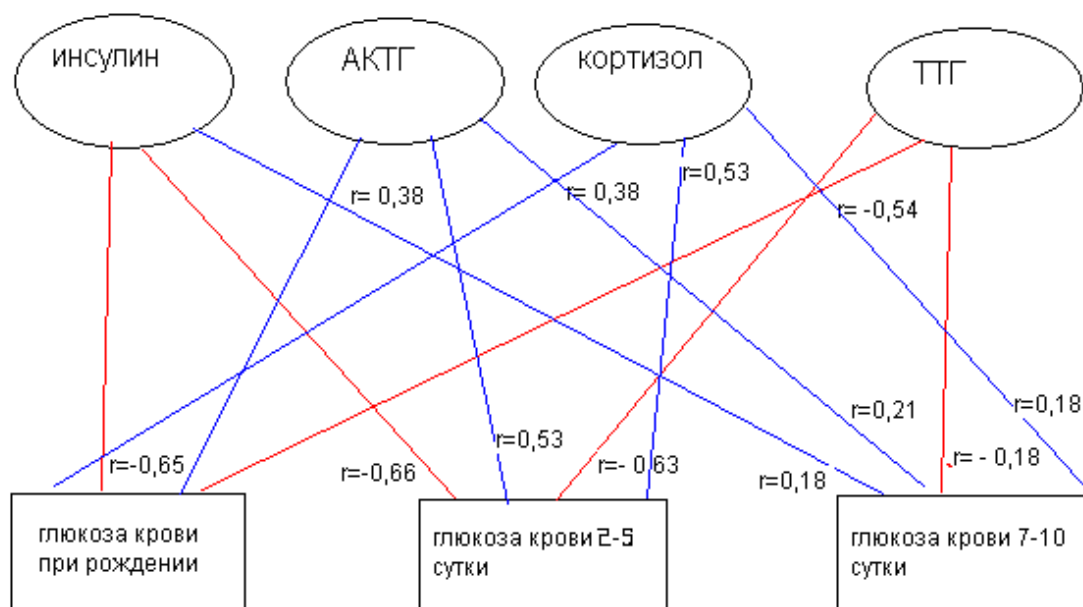 инсулин
АКТГ
кортизол
ТТГ
r= 0,38
r= 0,38
r=0,53
r= -0,54
r=-0,65
r=-0,66
r=0,53
r=- 0,63
r=0,18
r=0,21
r= - 0,18
r=0,18
глюкоза крови
при рождении
глюкоза крови 2-5
сутки
глюкоза крови 7-10
сутки